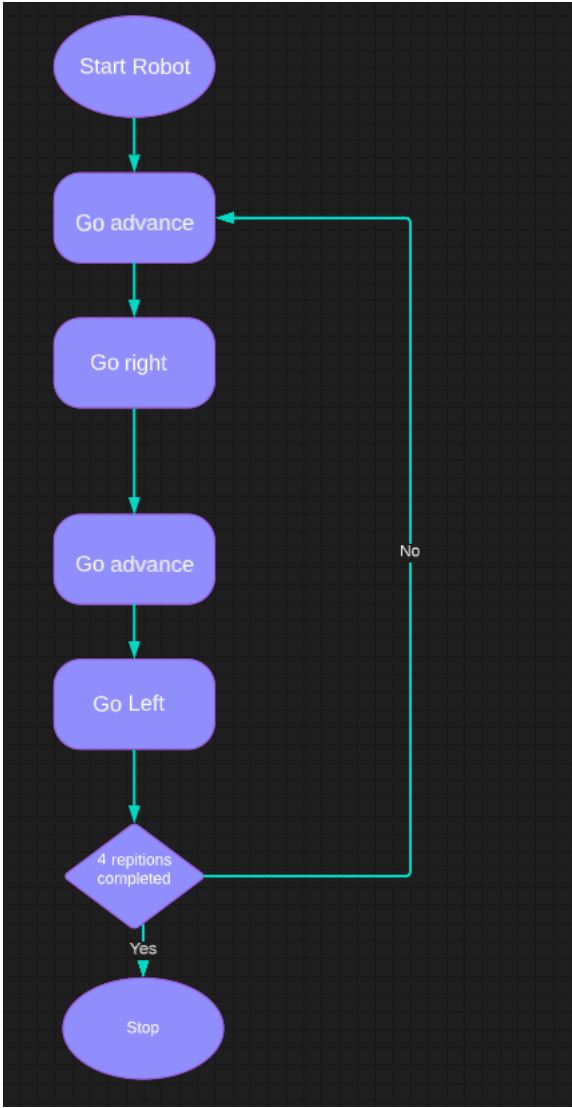 Start Robot
Go advance
Go right
Go advance
Go Left
4 repitions
completed
No
Yes
Stop